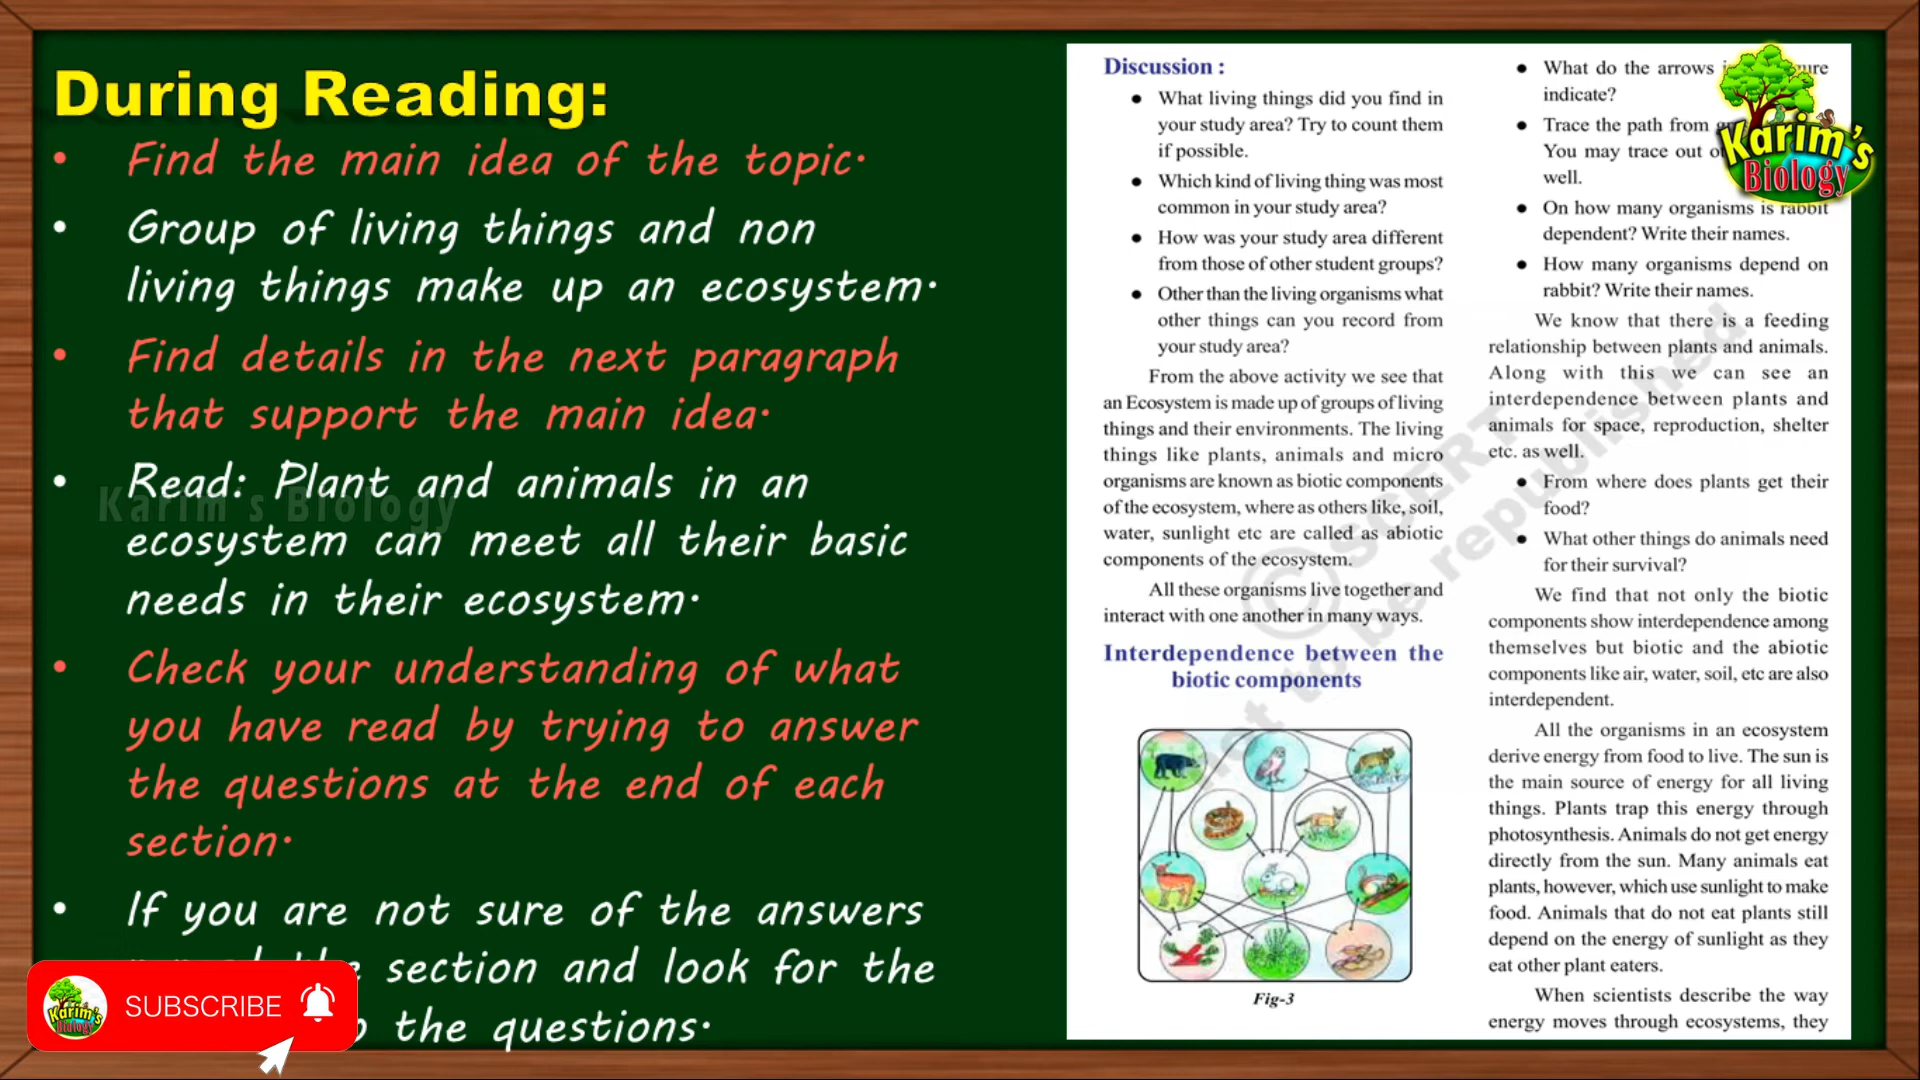 During Reading:
• Find the main idea of the topic.
• Group of living things and non
living things make up an ecosystem.
• Find details in the next paragraph
that support the main idea.
• Read: Plant and animals in an
ecosystem can meet all their basic
needs in their ecosystem.
• Check your understanding of what
you have read by trying to answer
the questions at the end of each
section.
• If you are not sure of the answers
section and look for the
the questions.
Karim's Biology
SUBSCRIBE
Karim's
Biology
Discussion :
• What living things did you find in
your study area? Try to count them
if possible.
• Which kind of living thing was most
common in your study area?
• How was your study area different
from those of other student groups?
• Other than the living organisms what
other things can you record from
your study area?
From the above activity we see that
an Ecosystem is made up of groups of living
things and their environments. The living
things like plants, animals and micro
organisms are known as biotic components
of the ecosystem, where as others like, soil,
water, sunlight etc are called as abiotic
components of the ecosystem.
All these organisms live together and
interact with one another in many ways.
Interdependence between the
biotic components
Fig-3
• What do the arrows
indicate?
• Trace the path from
You may trace out
well.
• On how many organisms is rabbit
dependent? Write their names.
• How many organisms depend on
rabbit? Write their names.
We know that there is a feeding
relationship between plants and animals.
Along with this we can see an
interdependence between plants and
animals for space, reproduction, shelter
etc. as well.
• From where does plants get their
food?
• What other things do animals need
for their survival?
We find that not only the biotic
components show interdependence among
themselves but biotic and the abiotic
components like air, water, soil, etc are also
interdependent.
All the organisms in an ecosystem
derive energy from food to live. The sun is
the main source of energy for all living
things. Plants trap this energy through
photosynthesis. Animals do not get energy
directly from the sun. Many animals eat
plants, however, which use sunlight to make
food. Animals that do not eat plants still
depend on the energy of sunlight as they
eat other plant eaters.
When scientists describe the way
energy moves through ecosystems, they
Karim's
Biology
© SCERT
not to be republished